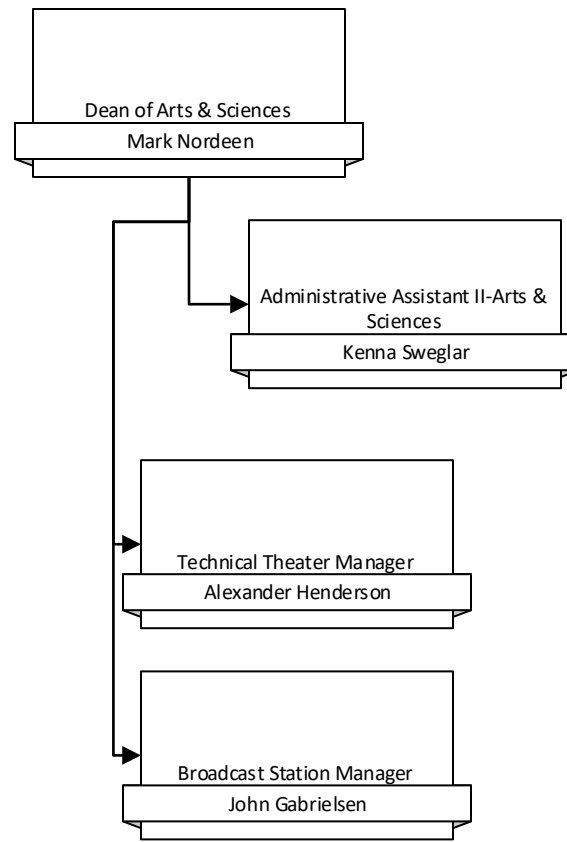 Dean of Arts & Sciences
Mark Nordeen
Administrative Assistant II-Arts &
Sciences
Kenna Sweglar
Technical Theater Manager
Alexander Henderson
Broadcast Station Manager
John Gabrielsen